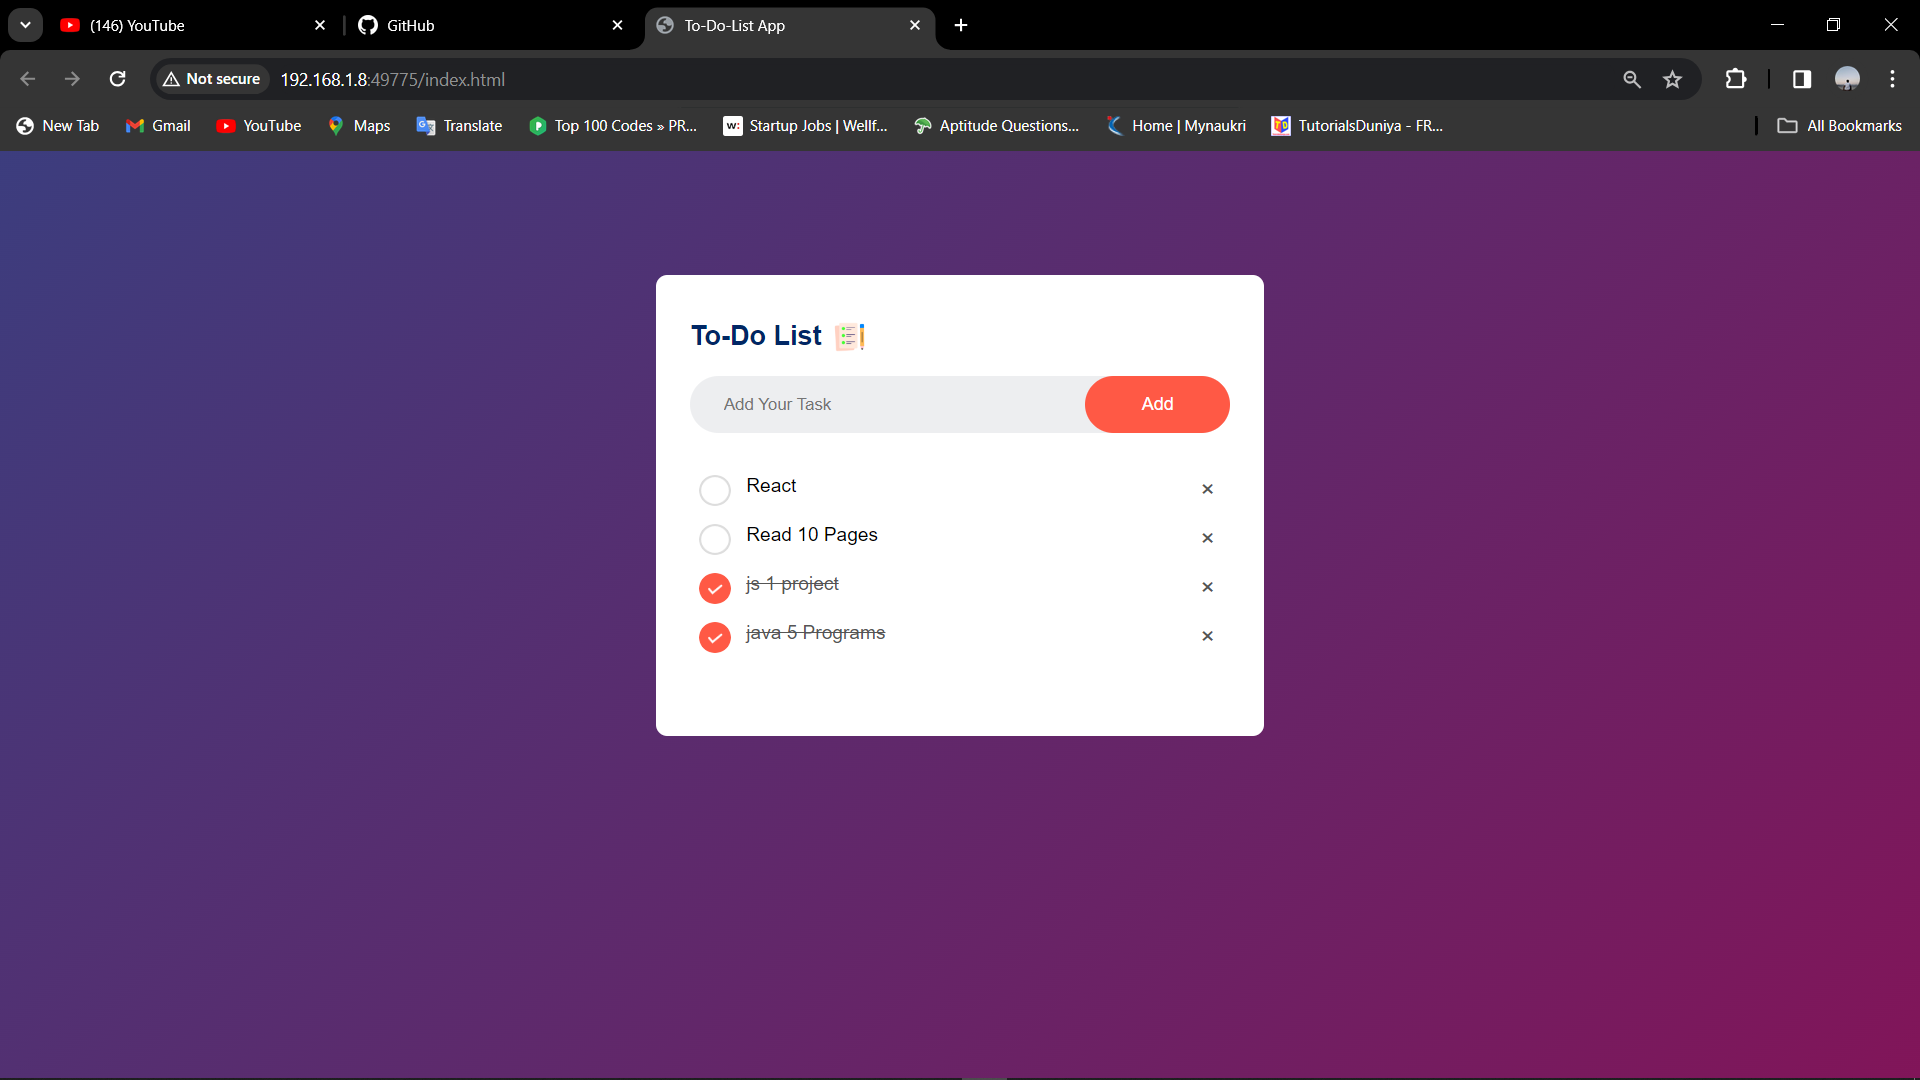 (146) YouTube
GitHub
To-Do-List App
Not secure
192.168.1.8:49775/index.html
New Tab
Gmail
YouTube
Maps
Translate
Top 100 Codes » PR...
w: Startup Jobs | Wellf...
Aptitude Questions...
Home | Mynaukri
TD TutorialsDuniya - FR...
All Bookmarks
To-Do List
Add Your Task
Add
React
Read 10 Pages
js 1 project
java 5 Programs